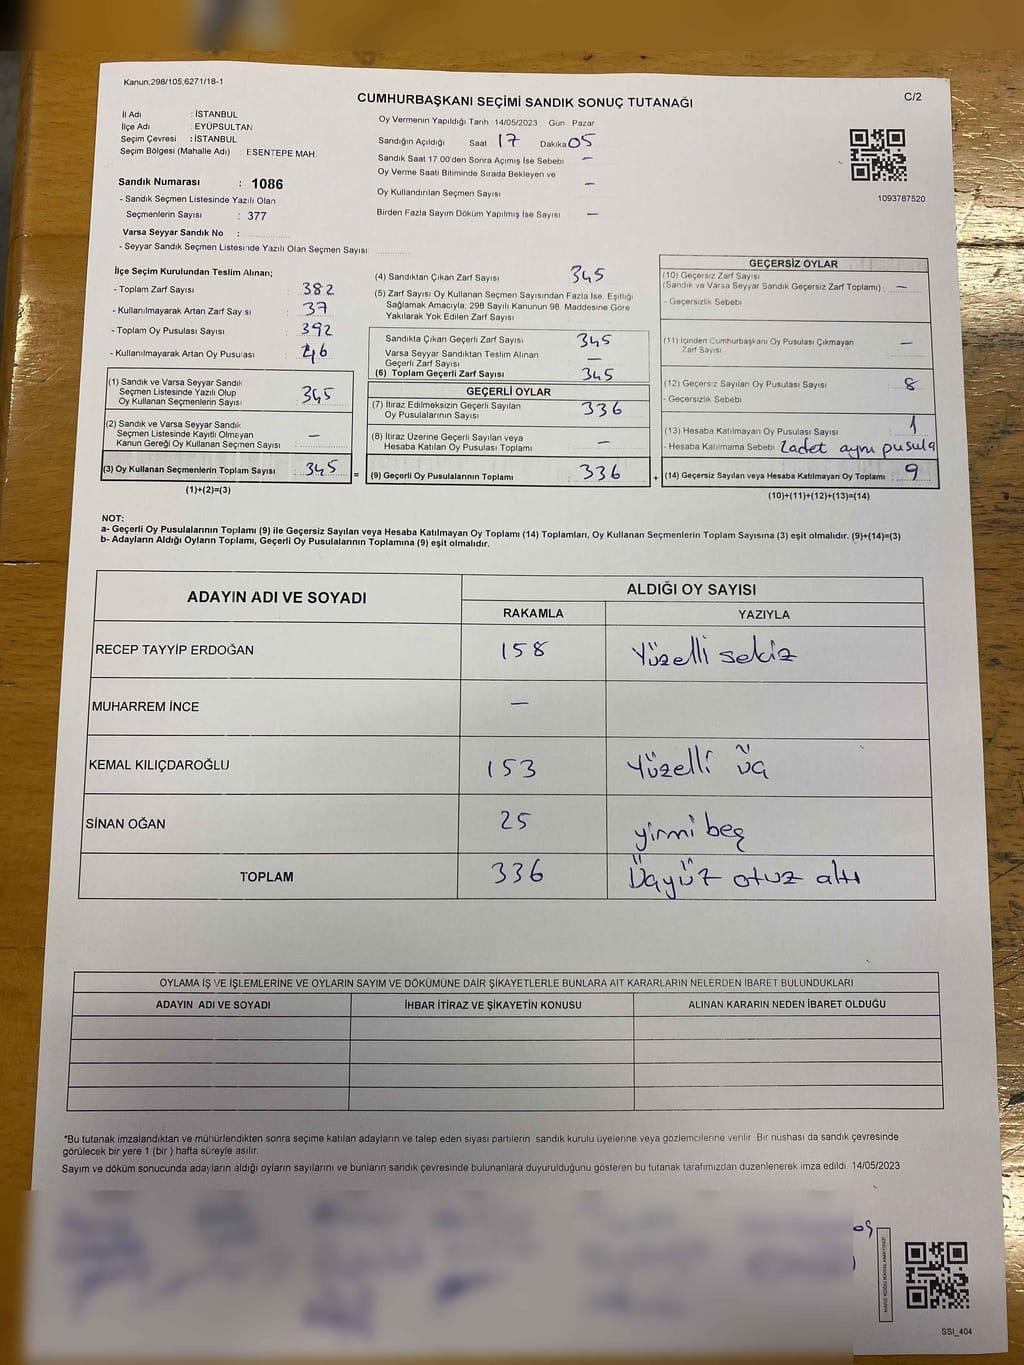 Kanun,298/105,6271/18-1
CUMHURBAŞKANI SEÇİMİ SANDIK SONUÇ TUTANAĞI
C/2
İl Adı : İSTANBUL
İlçe Adı : EYÜPSULTAN
Seçim Çevresi : İSTANBUL
Seçim Bölgesi (Mahalle Adı) : ESENTEPE MAH.
Sandık Numarası : 1086
- Sandık Seçmen Listesinde Yazılı Olan
Seçmenlerin Sayısı : 377
Varsa Seyyar Sandık No :
- Seyyar Sandık Seçmen Listesinde Yazılı Olan Seçmen Sayısı:
Oy Vermenin Yapıldığı Tarih :14/05/2023 Gün : Pazar
Sandığın Açıldığı Saat 17 Dakika 05
Sandık Saat 17 00'den Sonra Açımış İse Sebebi —
Oy Verme Saati Bitiminde Sırada Bekleyen ve
Oy Kullandırılan Seçmen Sayısı —
Birden Fazla Sayım Döküm Yapılmış İse Sayısı —
1093787520
İlçe Seçim Kurulundan Teslim Alınan;
- Toplam Zarf Sayısı : 382
- Kullanılmayarak Artan Zarf Sayısı : 37
- Toplam Oy Pusulası Sayısı : 392
- Kullanılmayarak Artan Oy Pusulası : 46
(1) Sandık ve Varsa Seyyar Sandık
Seçmen Listesinde Yazılı Olup
Oy Kullanan Seçmenlerin Sayısı : 345
(2) Sandık ve Varsa Seyyar Sandık
Seçmen Listesinde Kayıtlı Olmayan
Kanun Gereği Oy Kullanan Seçmen Sayısı : —
(3) Oy Kullanan Seçmenlerin Toplam Sayısı : 345 =
(1)+(2)=(3)
(4) Sandıktan Çıkan Zarf Sayısı 345
(5) Zarf Sayısı Oy Kullanan Seçmen Sayısından Fazla İse, Eşitliği
Sağlamak Amacıyla, 298 Sayılı Kanunun 98 Maddesine Göre
Yakılarak Yok Edilen Zarf Sayısı :
Sandıkta Çıkan Geçerli Zarf Sayısı 345
Varsa Seyyar Sandıktan Teslim Alınan
Geçerli Zarf Sayısı —
(6) Toplam Geçerli Zarf Sayısı 345
GEÇERLİ OYLAR
(7) İtiraz Edilmeksizin Geçerli Sayılan
Oy Pusulalarının Sayısı 336
(8) İtiraz Üzerine Geçerli Sayılan veya
Hesaba Katılan Oy Pusulası Toplamı —
(9) Geçerli Oy Pusulalarının Toplamı 336 +
GEÇERSİZ OYLAR
(10) Geçersiz Zarf Sayısı
(Sandık ve Varsa Seyyar Sandık Geçersiz Zarf Toplamı) : —
- Geçersizlik Sebebi
(11) İçinden Cumhurbaşkanı Oy Pusulası Çıkmayan
Zarf Sayısı —
(12) Geçersiz Sayılan Oy Pusulası Sayısı : 8
- Geçersizlik Sebebi
(13) Hesaba Katılmayan Oy Pusulası Sayısı : 1
- Hesaba Katılmama Sebebi 2adet aynı pusula
(14) Geçersiz Sayılan veya Hesaba Katılmayan Oy Toplamı : 9
(10)+(11)+(12)+(13)=(14)
NOT:
a- Geçerli Oy Pusulalarının Toplamı (9) ile Geçersiz Sayılan veya Hesaba Katılmayan Oy Toplamı (14) Toplamları, Oy Kullanan Seçmenlerin Toplam Sayısına (3) eşit olmalıdır. (9)+(14)=(3)
b- Adayların Aldığı Oyların Toplamı, Geçerli Oy Pusulalarının Toplamına (9) eşit olmalıdır.
ADAYIN ADI VE SOYADI
ALDIĞI OY SAYISI
RAKAMLA YAZIYLA
RECEP TAYYİP ERDOĞAN 158 Yüzelli sekiz
MUHARREM İNCE —
KEMAL KILIÇDAROĞLU 153 Yüzelli üç
SİNAN OĞAN 25 yirmi beş
TOPLAM 336 Üçyüz otuz altı
OYLAMA İŞ VE İŞLEMLERİNE VE OYLARIN SAYIM VE DÖKÜMÜNE DAİR ŞİKAYETLERLE BUNLARA AİT KARARLARIN NELERDEN İBARET BULUNDUKLARI
ADAYIN ADI VE SOYADI İHBAR İTİRAZ VE ŞİKAYETİN KONUSU ALINAN KARARIN NEDEN İBARET OLDUĞU
*Bu tutanak imzalandıktan ve mühürlendikten sonra seçime katılan adayların ve talep eden siyasi partilerin sandık kurulu üyelerine veya gözlemcilerine verilir. Bir nüshası da sandık çevresinde
görülecek bir yere 1 (bir ) hafta süreyle asılır.
Sayım ve döküm sonucunda adayların aldığı oyların sayılarını ve bunların sandık çevresinde bulunanlara duyurulduğunu gösteren bu tutanak tarafımızdan düzenlenerek imza edildi. 14/05/2023
SSI_404